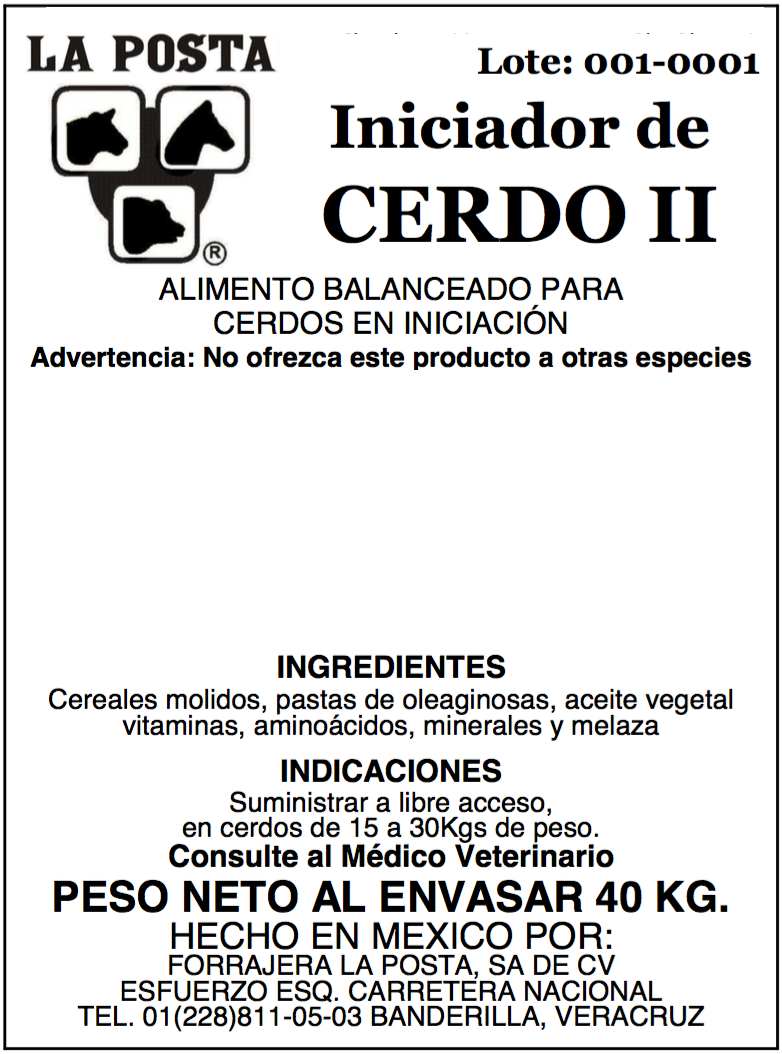 LA POSTA
Lote: 001-0001
Iniciador de
CERDO II
®
ALIMENTO BALANCEADO PARA
CERDOS EN INICIACIÓN
Advertencia: No ofrezca este producto a otras especies
INGREDIENTES
Cereales molidos, pastas de oleaginosas, aceite vegetal
vitaminas, aminoácidos, minerales y melaza
INDICACIONES
Suministrar a libre acceso,
en cerdos de 15 a 30Kgs de peso.
Consulte al Médico Veterinario
PESO NETO AL ENVASAR 40 KG.
HECHO EN MEXICO POR:
FORRAJERA LA POSTA, SA DE CV
ESFUERZO ESQ. CARRETERA NACIONAL
TEL. 01(228)811-05-03 BANDERILLA, VERACRUZ